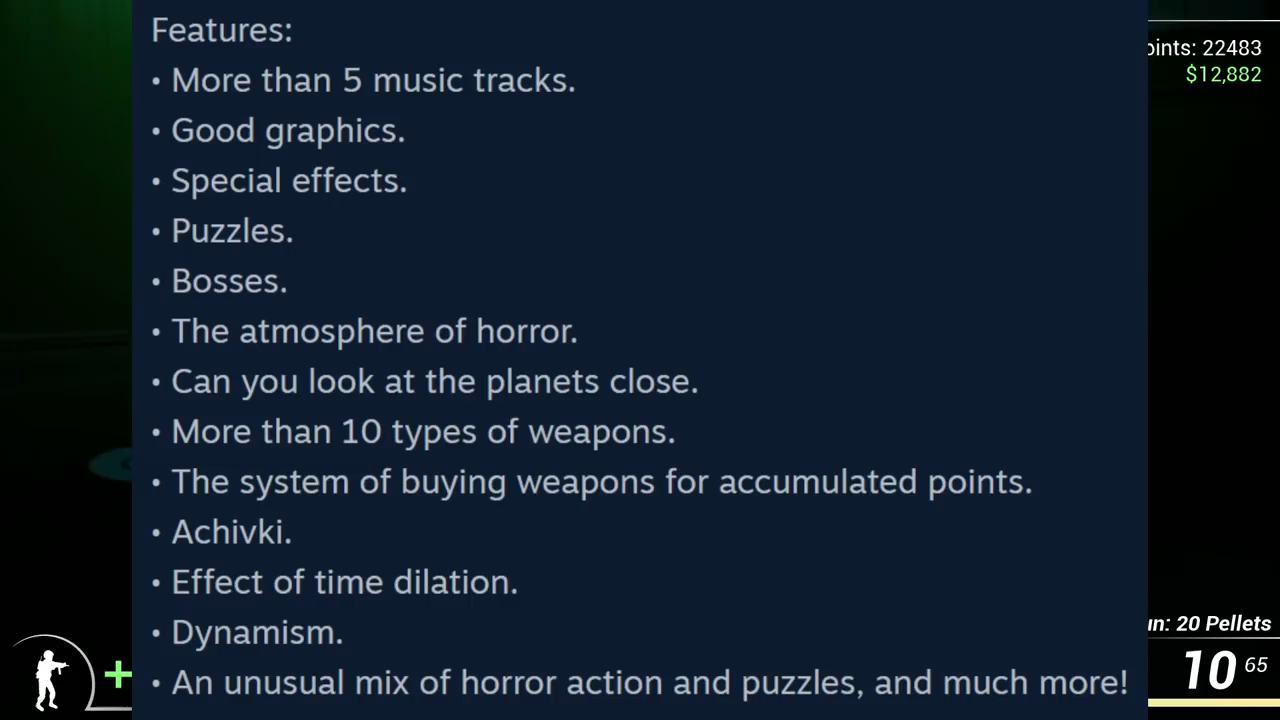 Features:
• More than 5 music tracks.
• Good graphics.
• Special effects.
• Puzzles.
• Bosses.
• The atmosphere of horror.
• Can you look at the planets close.
• More than 10 types of weapons.
• The system of buying weapons for accumulated points.
• Achivki.
• Effect of time dilation.
• Dynamism.
• An unusual mix of horror action and puzzles, and much more!
oints: 22483
$12,882
un: 20 Pellets
10 65
+